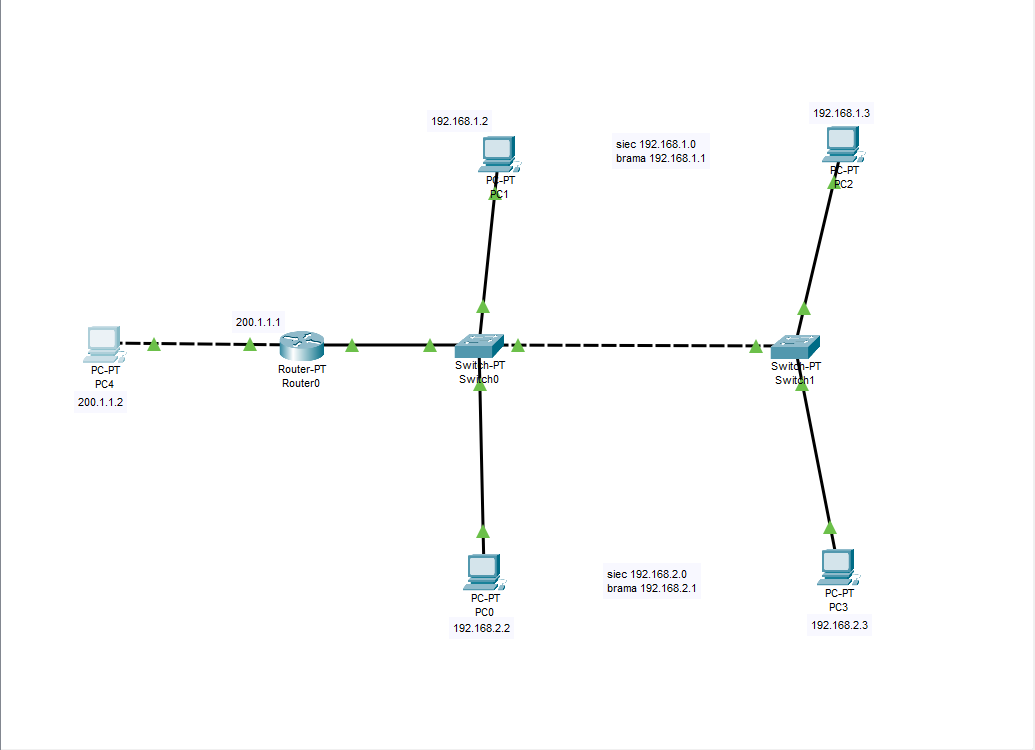 192.168.1.2
PC-PT
PC1
siec 192.168.1.0
brama 192.168.1.1
192.168.1.3
PC-PT
PC2
PC-PT
PC4
200.1.1.2
200.1.1.1
Router-PT
Router0
Switch-PT
Switch0
Switch-PT
Switch1
PC-PT
PC0
192.168.2.2
siec 192.168.2.0
brama 192.168.2.1
PC-PT
PC3
192.168.2.3